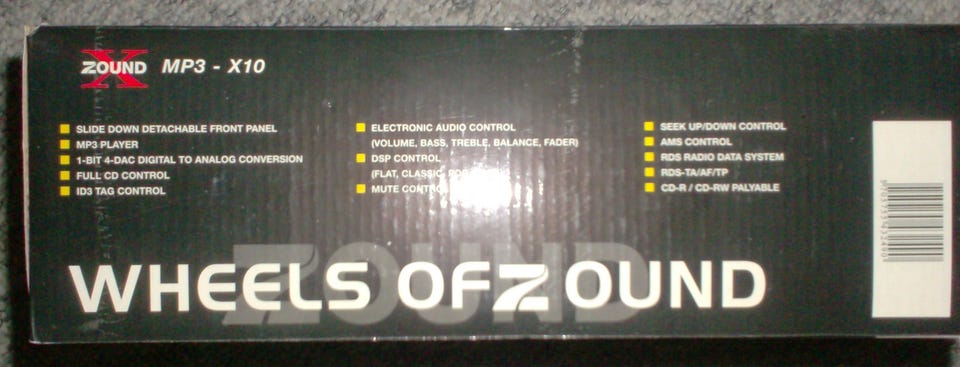 X
ZOUND MP3 - X10
SLIDE DOWN DETACHABLE FRONT PANEL
MP3 PLAYER
1-BIT 4-DAC DIGITAL TO ANALOG CONVERSION
FULL CD CONTROL
ID3 TAG CONTROL
ELECTRONIC AUDIO CONTROL
(VOLUME, BASS, TREBLE, BALANCE, FADER)
DSP CONTROL
(FLAT, CLASSIC,
MUTE CONTROL
SEEK UP/DOWN CONTROL
AMS CONTROL
RDS RADIO DATA SYSTEM
RDS-TA/AF/TP
CD-R / CD-RW PALYABLE
ZOUND
WHEELS OF ZOUND